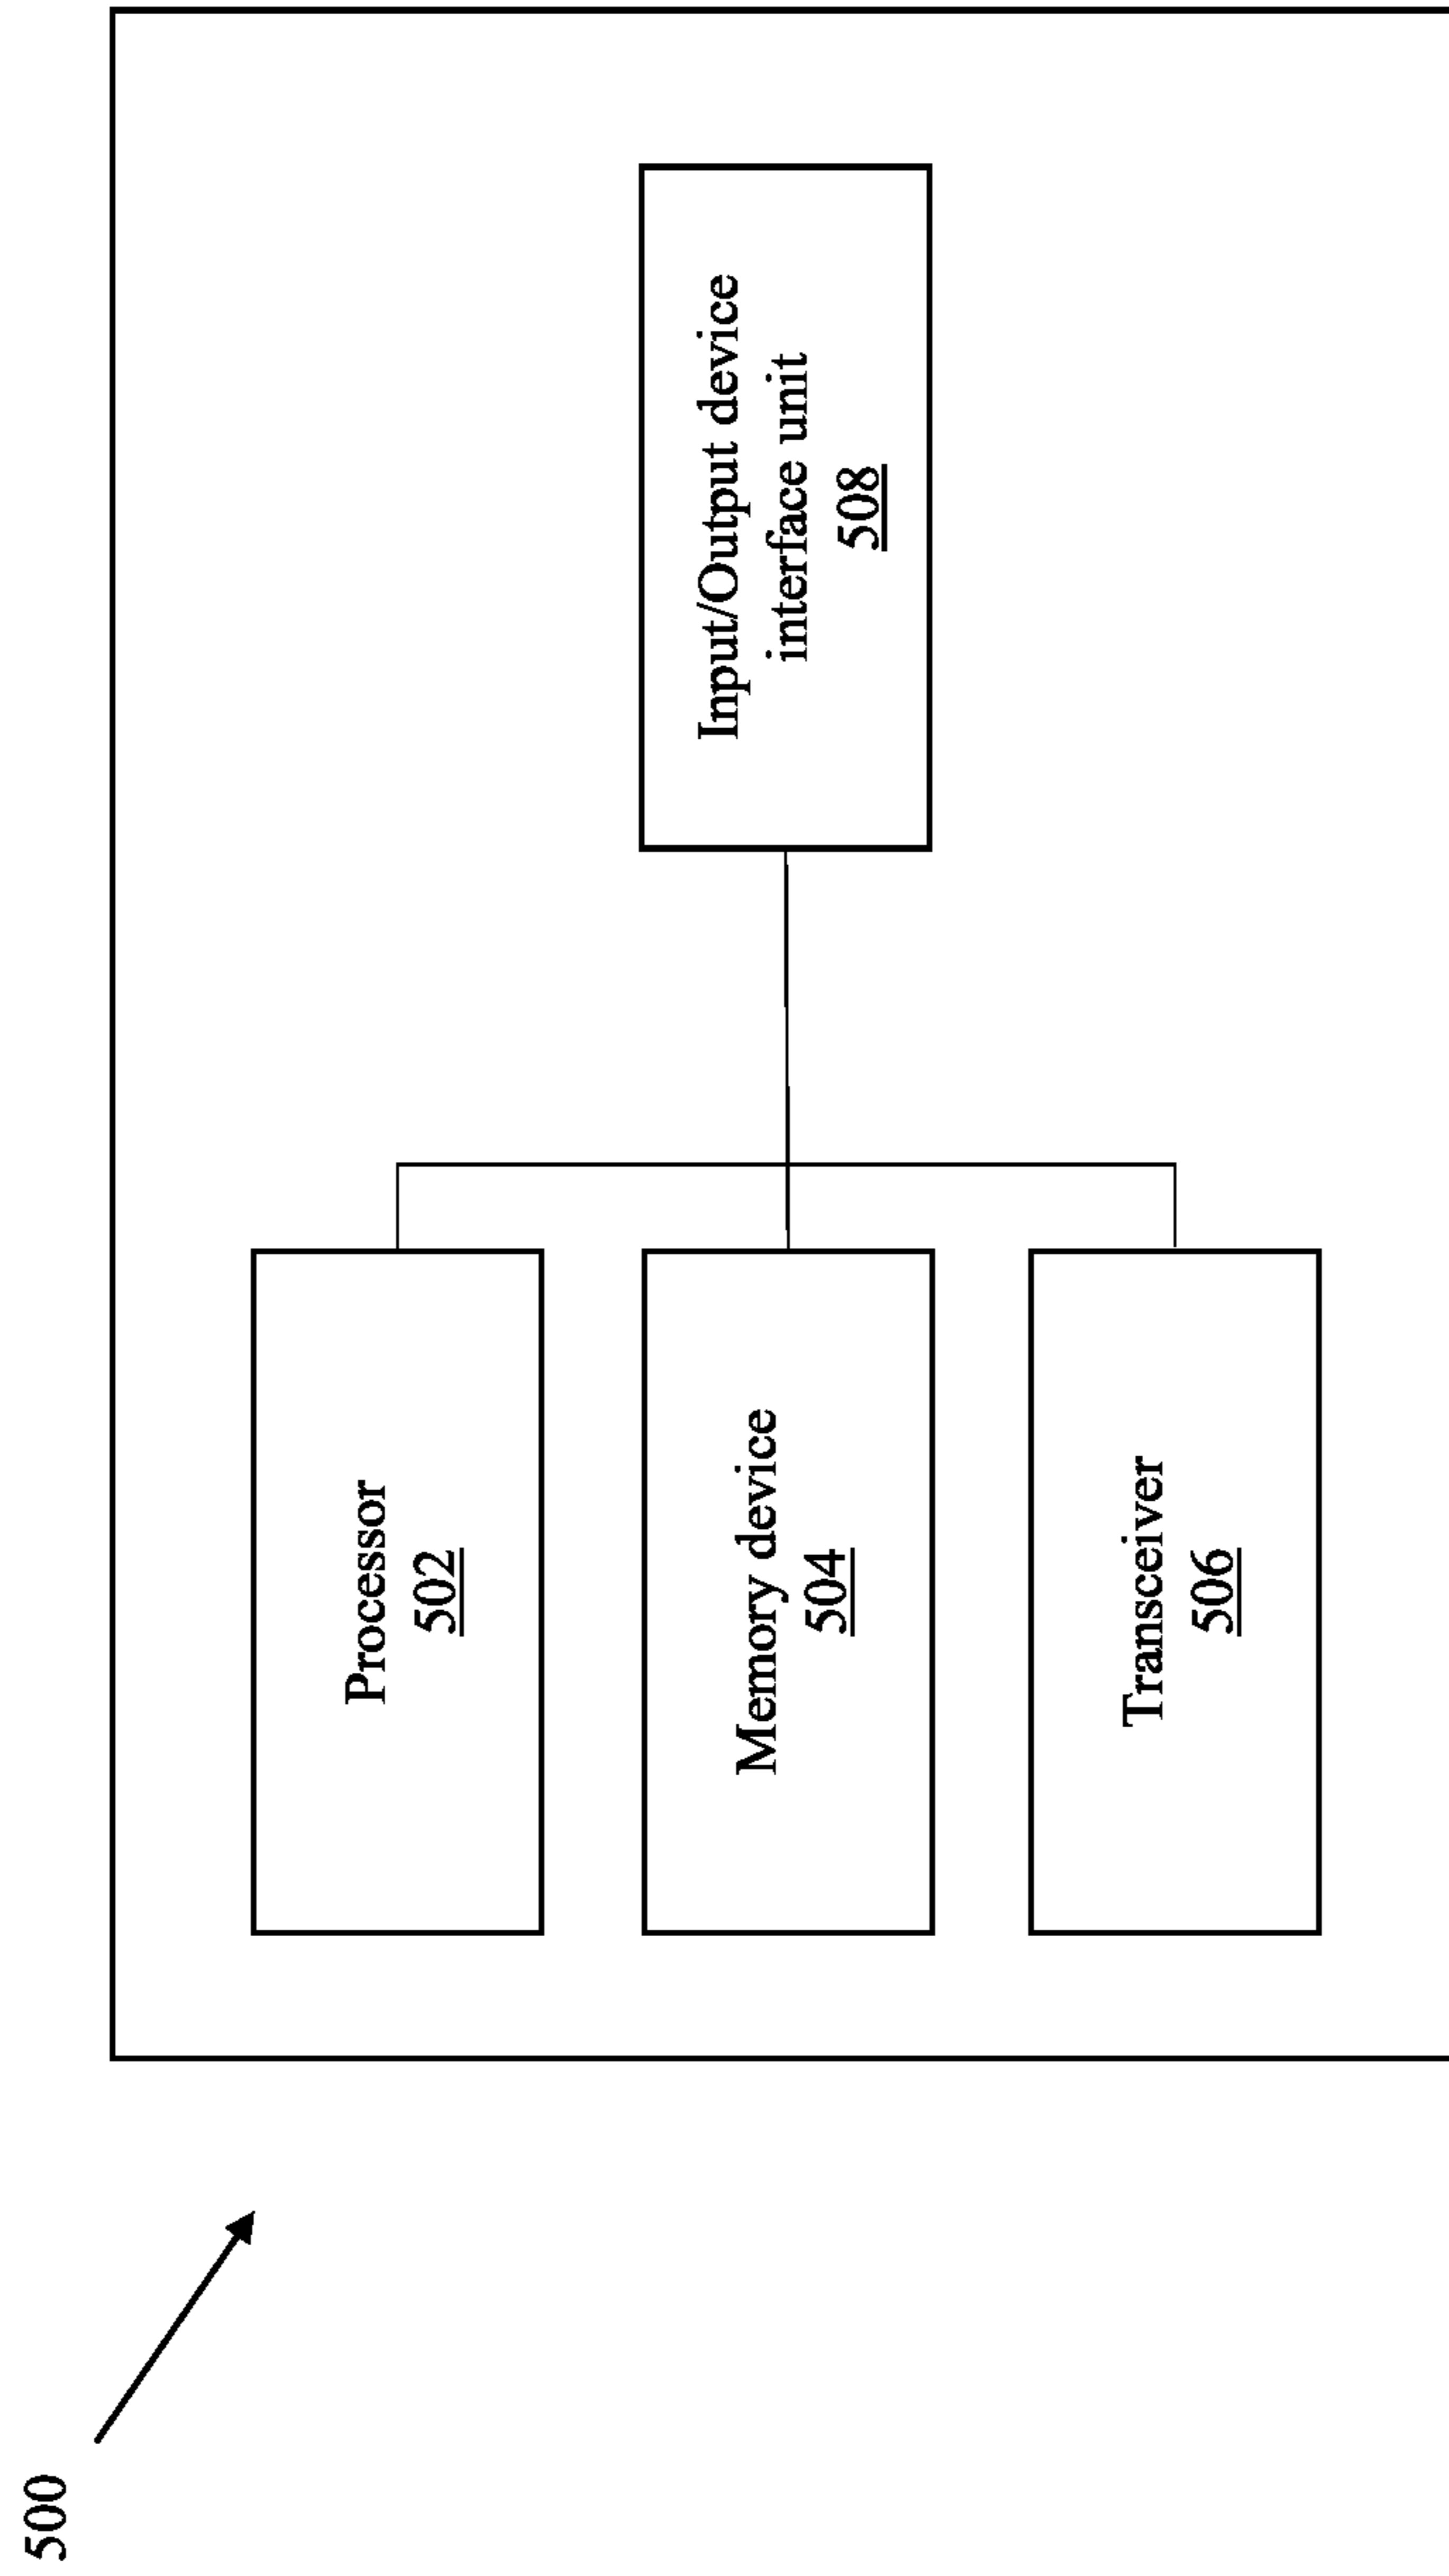 500
Processor
502
Memory device
504
Transceiver
506
Input/Output device
interface unit
508